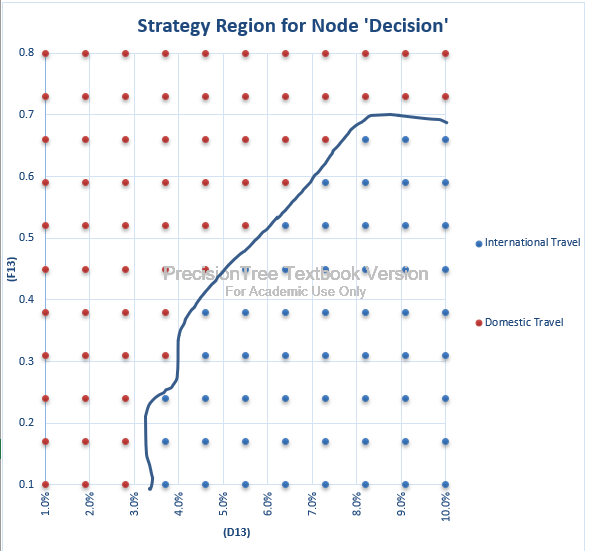 Strategy Region for Node 'Decision'
0.8
0.7
0.6
0.5
0.4
0.3
0.2
0.1
(F13)
PrecisionTree Textbook Version
For Academic Use Only
International Travel
Domestic Travel
1.0%
2.0%
3.0%
4.0%
5.0%
6.0%
7.0%
8.0%
9.0%
10.0%
(D13)